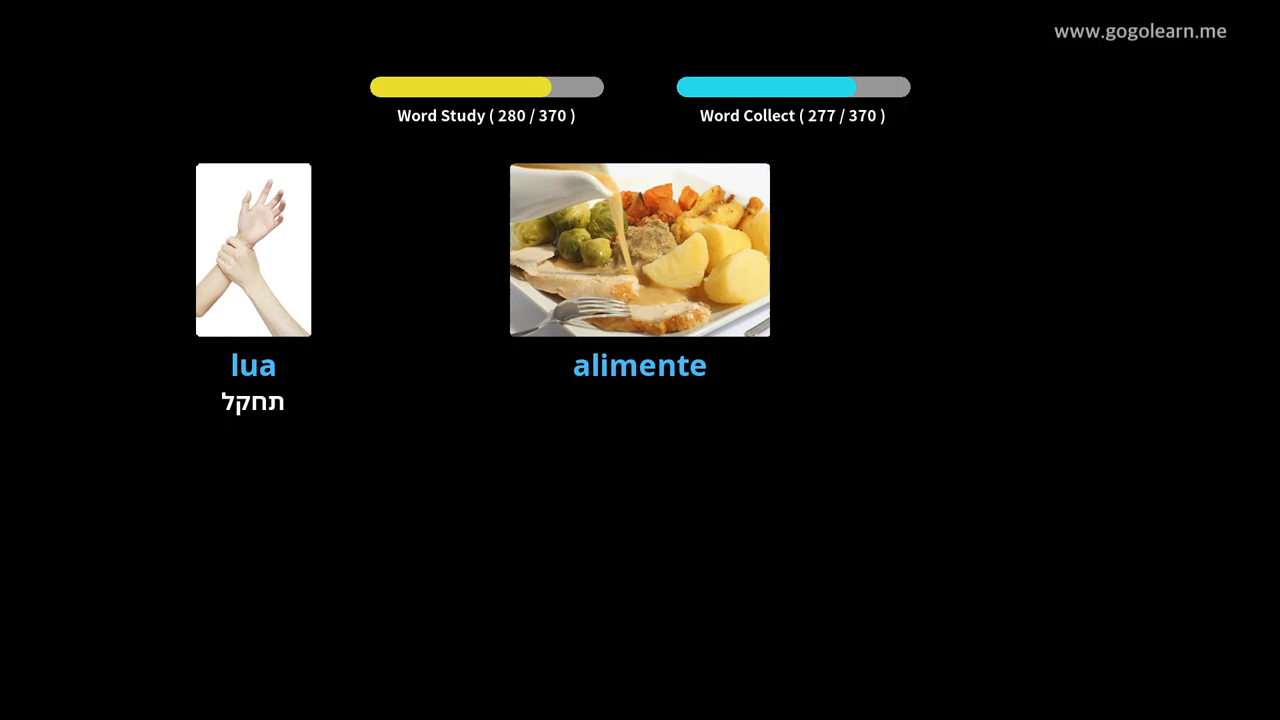 www.gogolearn.me
Word Study ( 280 / 370 )
Word Collect ( 277 / 370 )
lua
תחקל
alimente